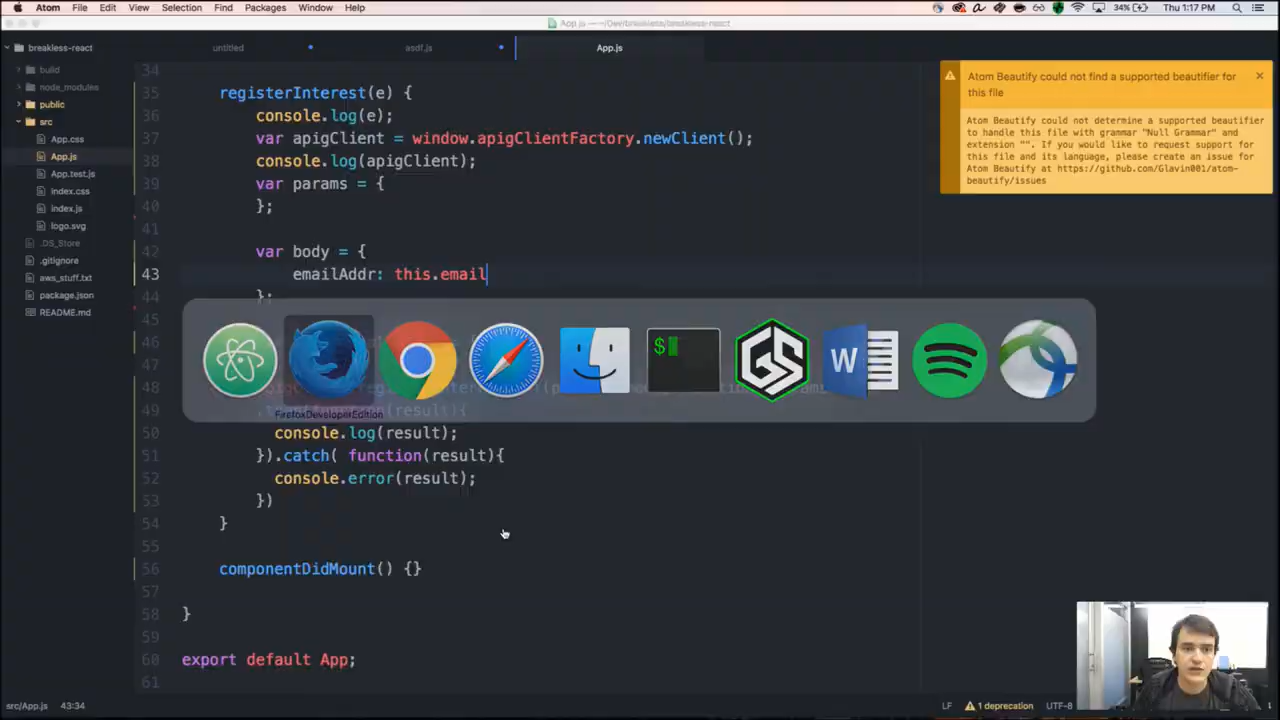 Atom File Edit View Selection Find Packages Window Help
34% Thu 1:17 PM
breakless-react
untitled
asdf.js
App.js
build
node_modules
public
src
App.css
App.js
App.test.js
index.css
index.js
logo.svg
.DS_Store
.gitignore
aws_stuff.txt
package.json
README.md
34
35 registerInterest(e) {
36 console.log(e);
37 var apigClient = window.apigClientFactory.newClient();
38 console.log(apigClient);
39 var params = {
40 };
41
42 var body = {
43 emailAddr: this.email
44 };
45
46
47
48
49
50 console.log(result);
51 }).catch( function(result){
52 console.error(result);
53 })
54 }
55
56 componentDidMount() {}
57
58 }
59
60 export default App;
61
FirefoxDeveloperEdition
$
GS
W
Atom Beautify could not find a supported beautifier for
this file
Atom Beautify could not determine a supported beautifier
to handle this file with grammar "Null Grammar" and
extension "". If you would like to request support for
this file and its language, please create an issue for
Atom Beautify at https://github.com/Glavin001/atom-
beautify/issues
src/App.js 43:34
LF 1 deprecation UTF-8